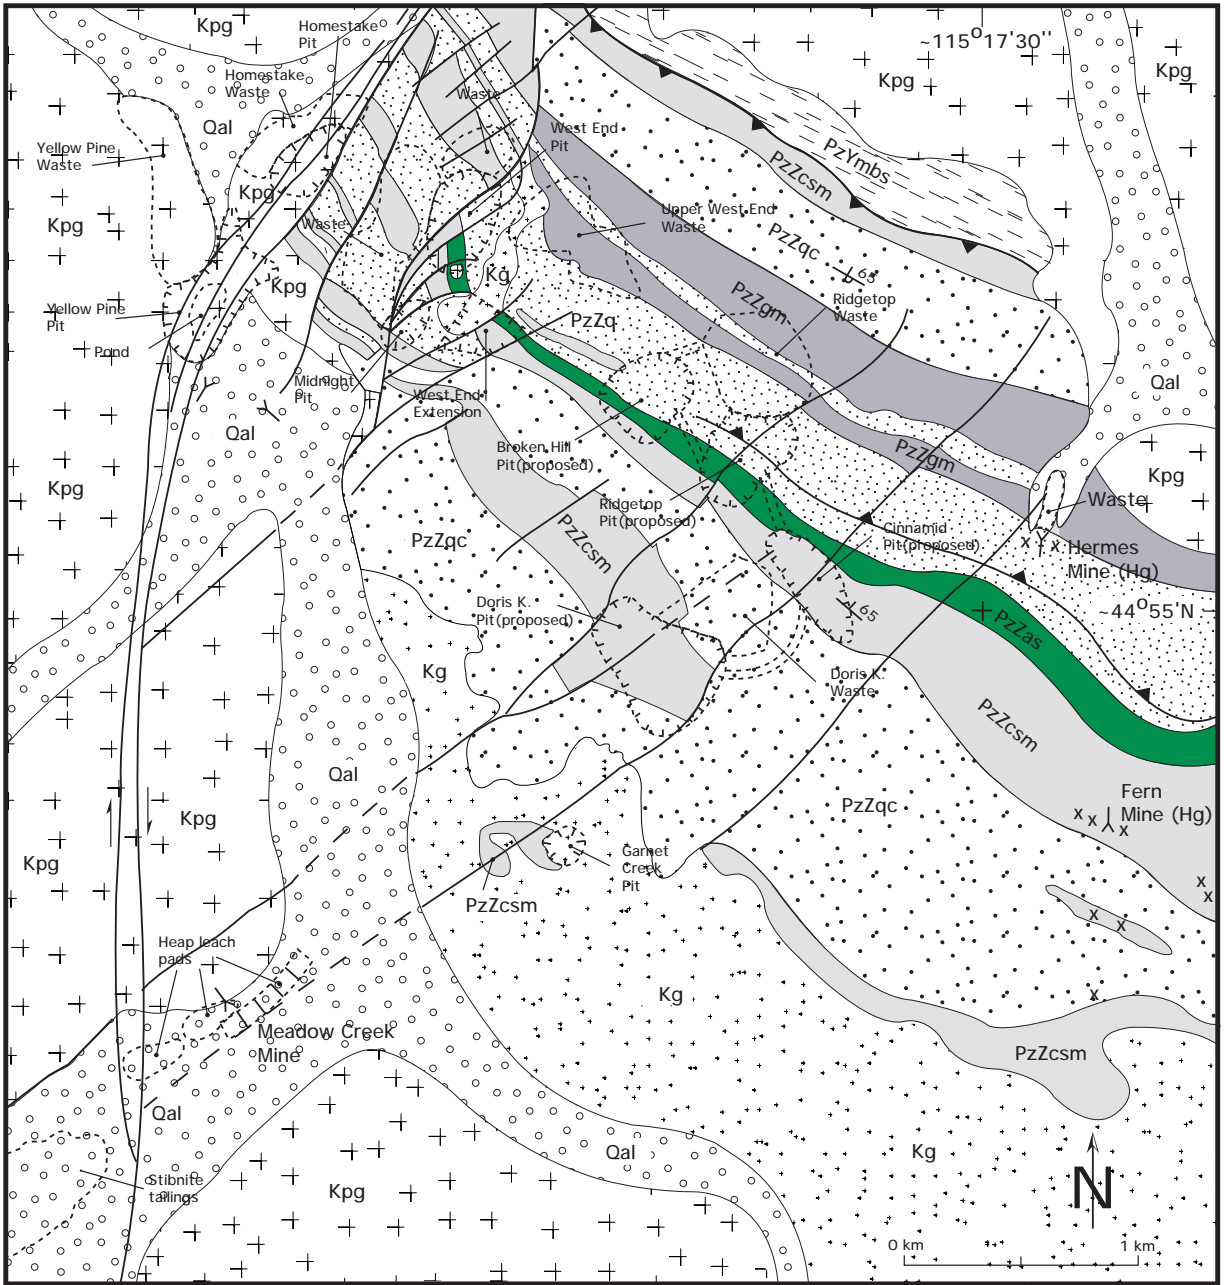 Kpg
Homestake
Pit
~115°17'30''
Kpg
Kpg
Homestake
Waste
Waste
Qal
West End
Pit
PzYmbs
Yellow Pine
Waste
PzZcsm
Kpg
Kpg
Waste
Upper West End
Waste
PzZqc
63
Kg
Kpg
PzZgm
Ridgetop
Waste
Yellow Pine
Pit
PzZq
Pond
Midnight
Pit
West End
Extension
Qal
Qal
Broken Hill
Pit(proposed)
PzZgm
Kpg
Kpg
Ridgetop
Pit(proposed)
Waste
PzZqc
PzZcsm
Cinnamid
Pit(proposed)
x x
Hermes
Mine (Hg)
Doris K.
Pit(proposed)
65
~44°55'N
PzZas
Kg
Doris K.
Waste
PzZcsm
Qal
Fern
Mine (Hg)
x x x
PzZqc
Kpg
Kpg
Garnet
Creek
Pit
x
x
PzZcsm
x
x
Heap leach
pads
Kg
x
Meadow Creek
Mine
PzZcsm
Qal
Qal
Kg
Stibnite
tailings
Kpg
N
0 km
1 km